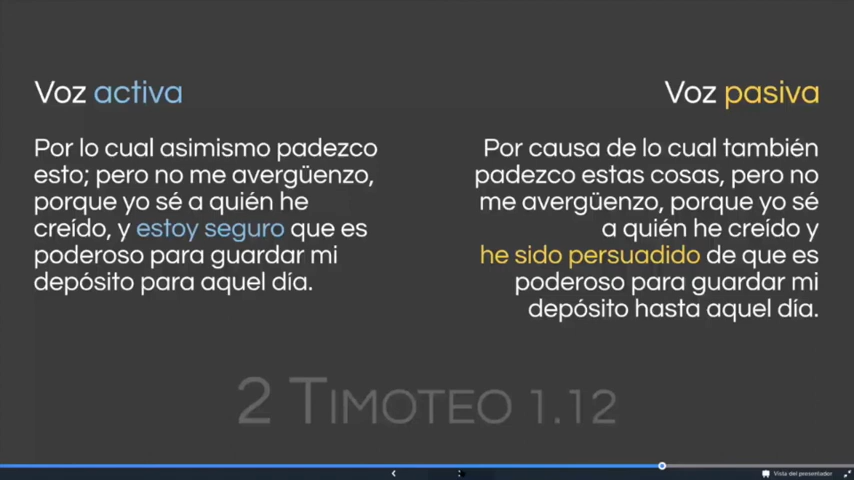 Voz activa
Por lo cual asimismo padezco
esto; pero no me avergüenzo,
porque yo sé a quién he
creído, y estoy seguro que es
poderoso para guardar mi
depósito para aquel día.
Voz pasiva
Por causa de lo cual también
padezco estas cosas, pero no
me avergüenzo, porque yo sé
a quién he creído y
he sido persuadido de que es
poderoso para guardar mi
depósito hasta aquel día.
2 TIMOTEO 1.12
Vista del presentador